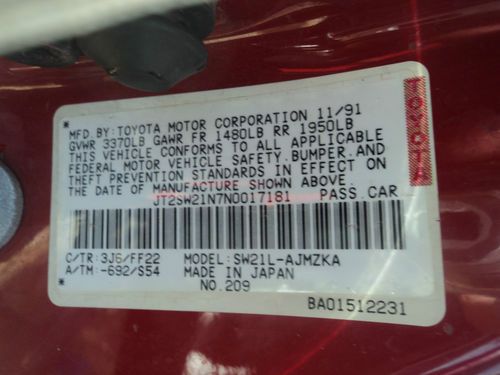 MFD.BY:TOYOTA MOTOR CORPORATION 11/91
GVWR 3370LB GAWR FR 1480LB RR 1950LB
THIS VEHICLE CONFORMS TO ALL APPLICABLE
FEDERAL MOTOR VEHICLE SAFETY,BUMPER,AND
THEFT PREVENTION STANDARDS IN EFFECT ON
THE DATE OF MANUFACTURE SHOWN ABOVE.
JT2SW21N7N0017181 PASS.CAR
TOYOTA
C/TR: 3J6/FF22 MODEL: SW21L-AJMZKA
A/TM: -692/S54 MADE IN JAPAN
NO.209
BA01512231